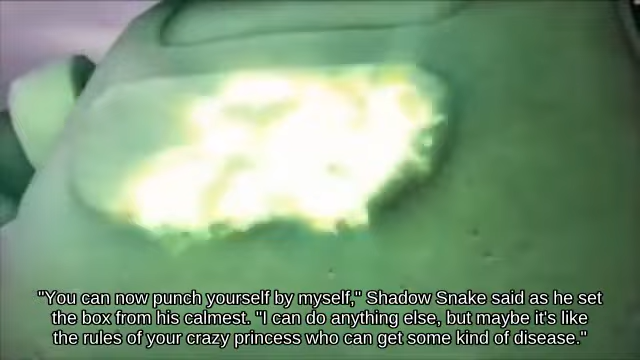 "You can now punch yourself by myself," Shadow Snake said as he set
the box from his calmest. "I can do anything else, but maybe it's like
the rules of your crazy princess who can get some kind of disease."